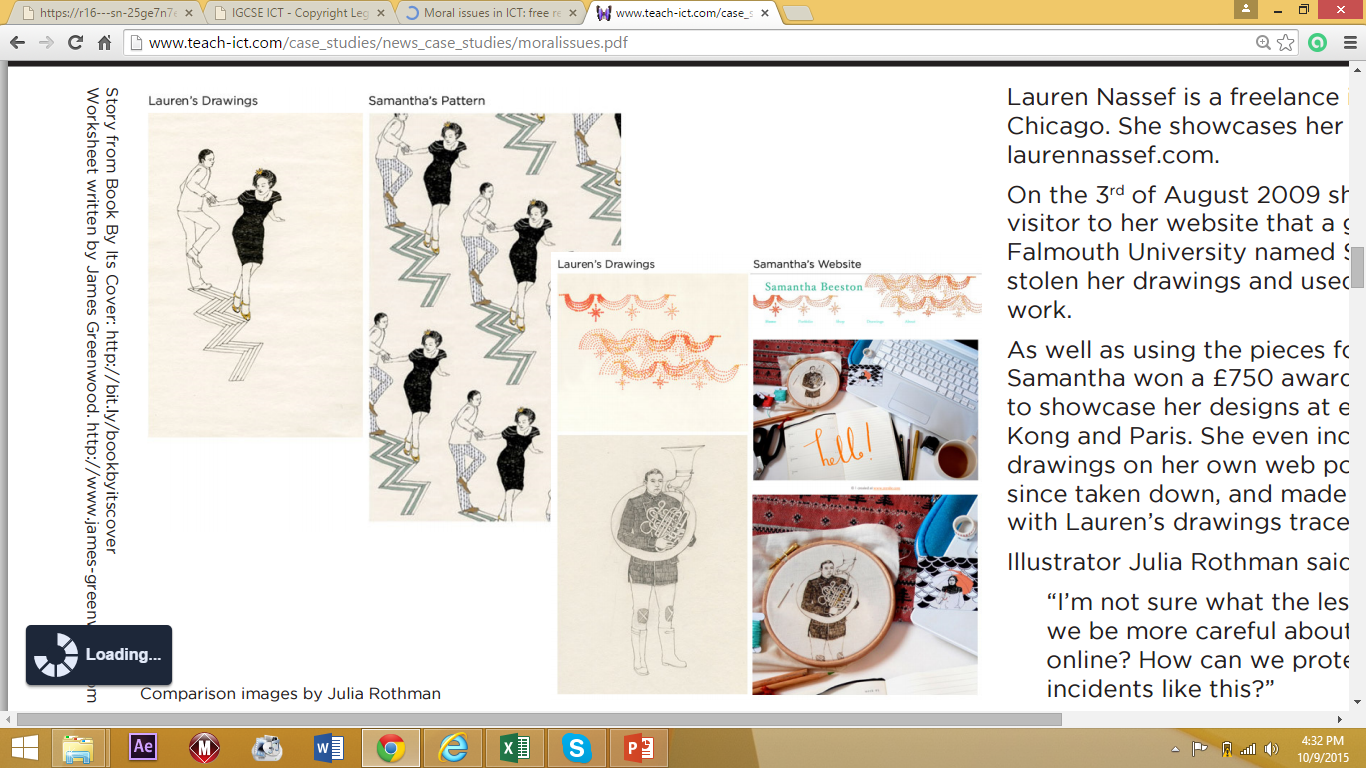 https://r16---sn-25ge7n7e
IGCSE ICT - Copyright Leg
Moral issues in ICT: free re
www.teach-ict.com/case_s
www.teach-ict.com/case_studies/news_case_studies/moralissues.pdf
Story from Book By Its Cover: http://bit.ly/bookbyitscover
Worksheet written by James Greenwood. http://www.james-greenw
om
Lauren's Drawings
Samantha's Pattern
Lauren's Drawings
Samantha's Website
Samantha Beeston
hello!
Comparison images by Julia Rothman
Loading...
Lauren Nassef is a freelance i
Chicago. She showcases her
laurennassef.com.
On the 3rd of August 2009 sh
visitor to her website that a g
Falmouth University named S
stolen her drawings and used
work.
As well as using the pieces fo
Samantha won a £750 award
to showcase her designs at e
Kong and Paris. She even inc
drawings on her own web po
since taken down, and made
with Lauren's drawings trace
Illustrator Julia Rothman said
"I'm not sure what the les
we be more careful about
online? How can we prote
incidents like this?"
Ae
M
W
X
S
P
4:32 PM
10/9/2015